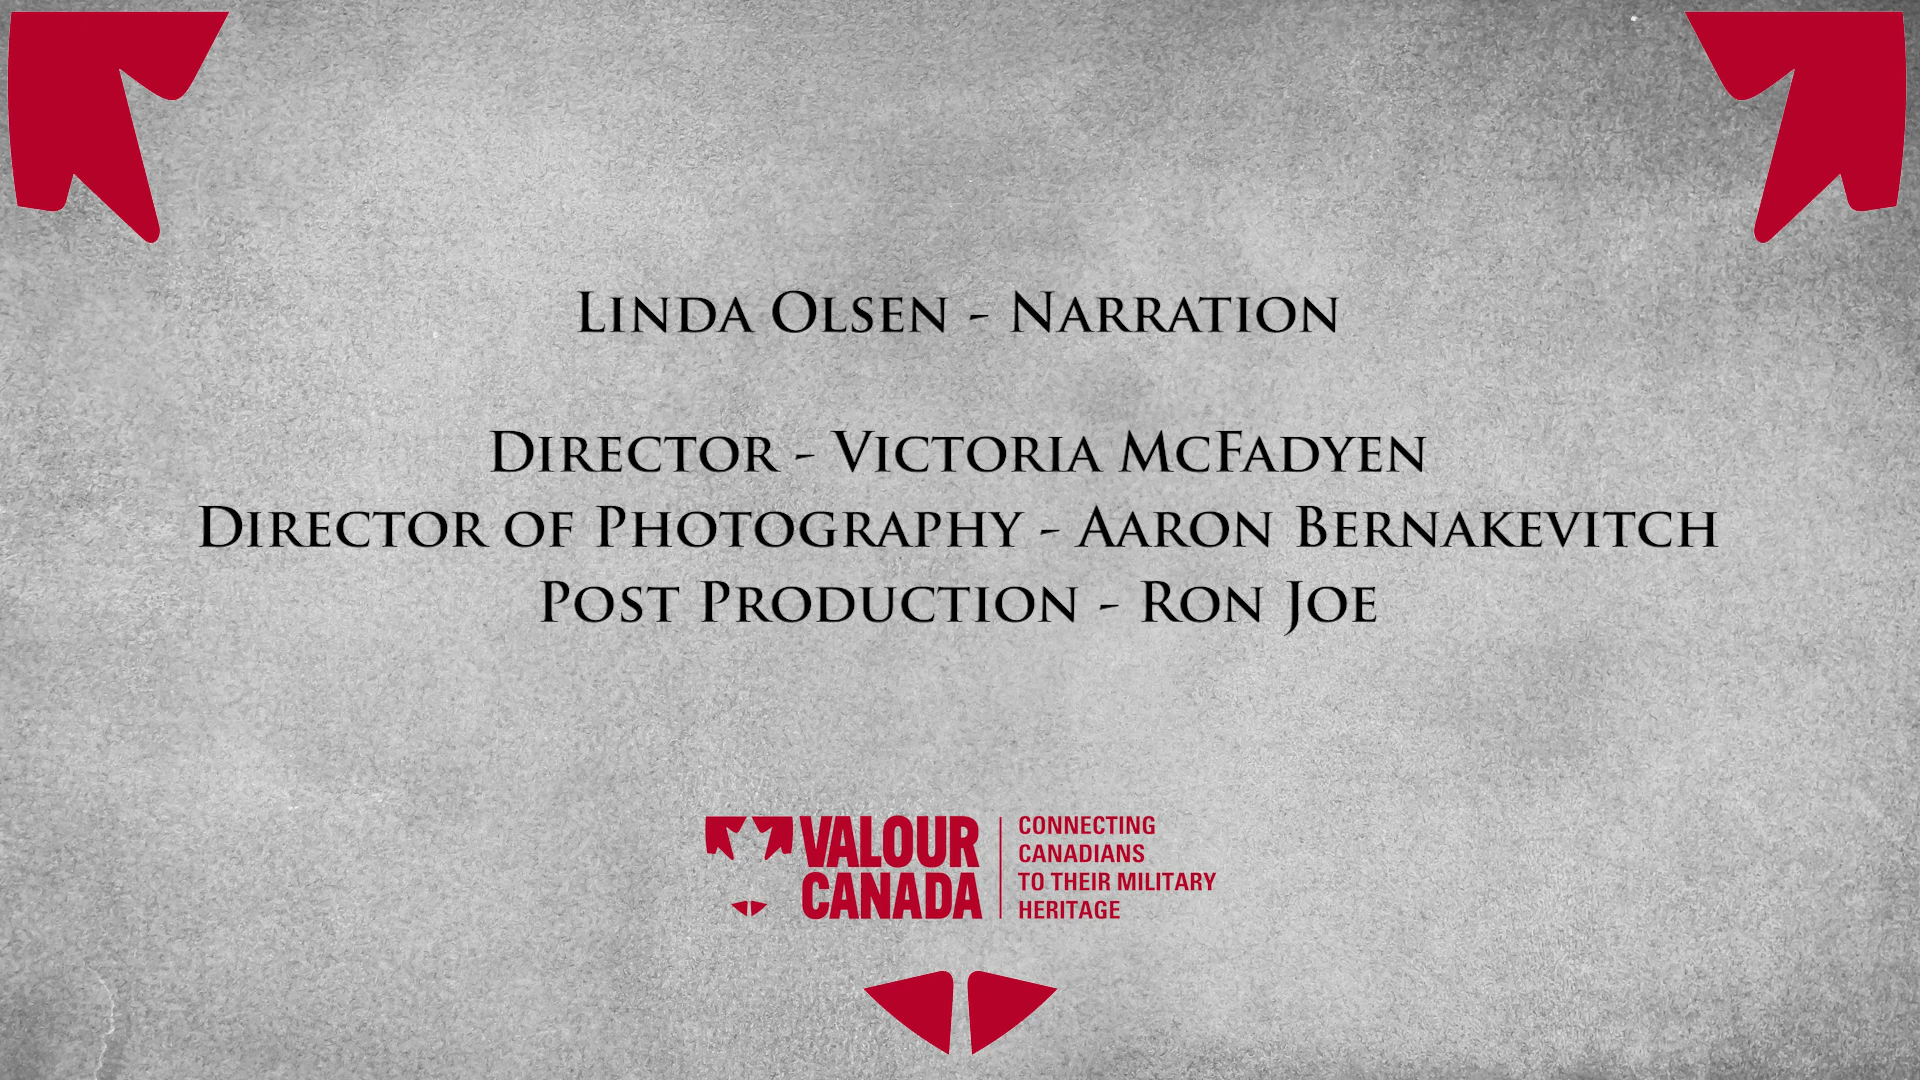 Linda Olsen - Narration
Director - Victoria McFadyen
Director of Photography - Aaron Bernakevitch
Post Production - Ron Joe
VALOUR
CANADA
CONNECTING
CANADIANS
TO THEIR MILITARY
HERITAGE